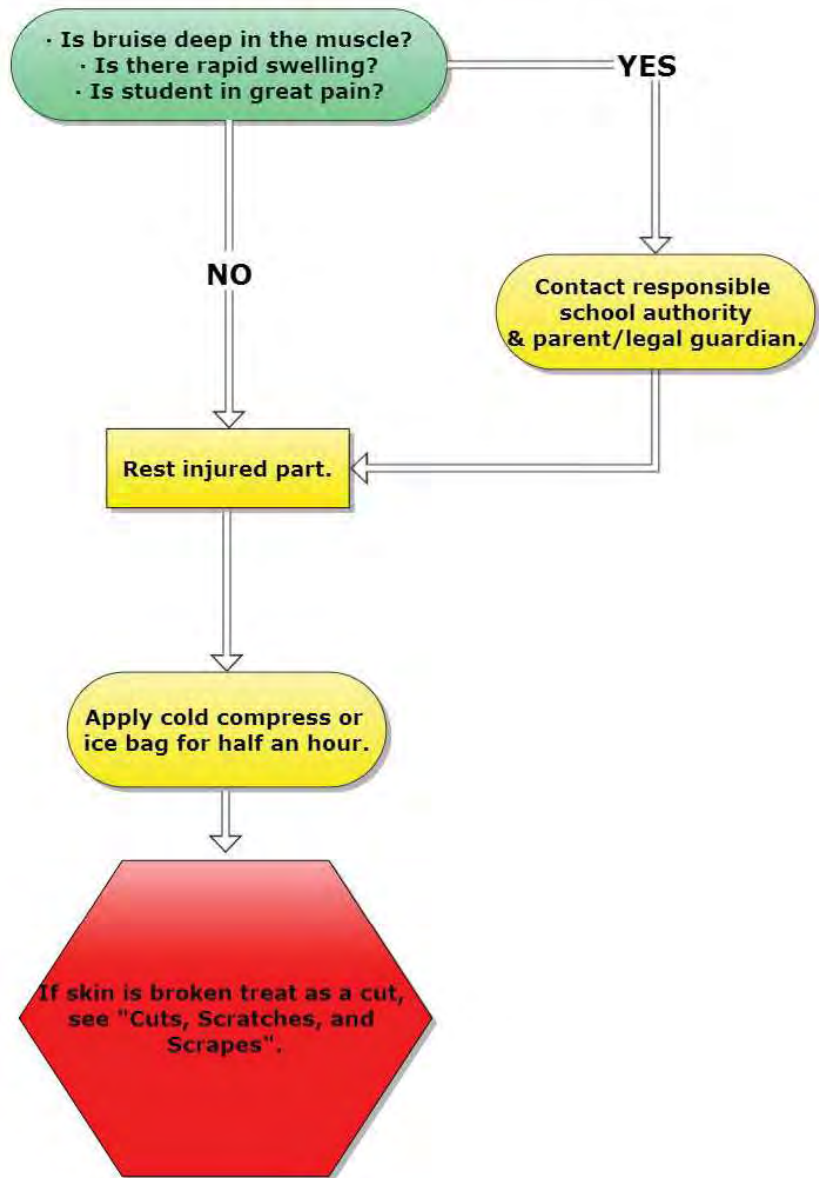 · Is bruise deep in the muscle?
· Is there rapid swelling?
· Is student in great pain?
YES
NO
Contact responsible
school authority
& parent/legal guardian.
Rest injured part.
Apply cold compress or
ice bag for half an hour.
If skin is broken treat as a cut,
see "Cuts, Scratches, and
Scrapes".